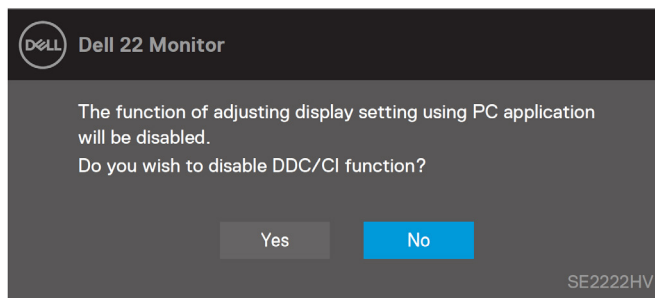 DELL
Dell 22 Monitor
The function of adjusting display setting using PC application
will be disabled.
Do you wish to disable DDC/CI function?
Yes No
SE2222HV